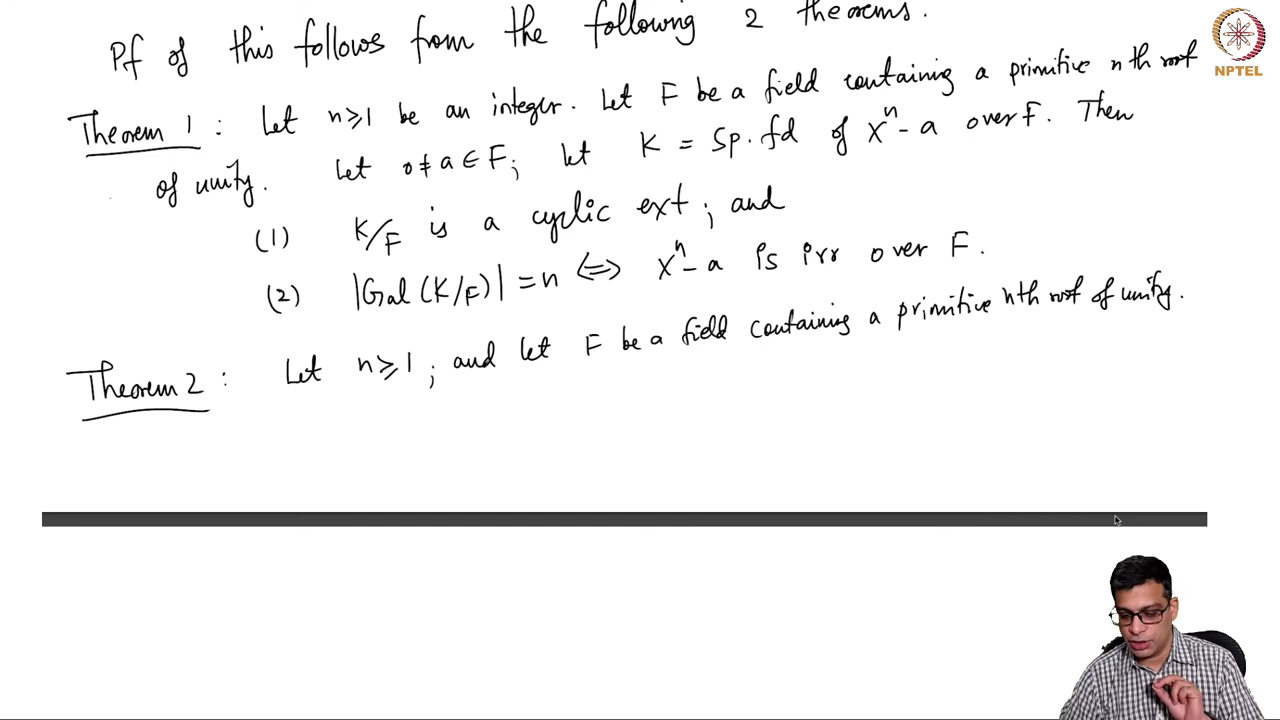 Pf of this follows from the following 2 theorems.
NPTEL
Theorem 1 : Let n≥1 be an integer. Let F be a field containing a primitive nth root
of unity. Let 0≠a∈F; let K = Sp. fd of X^n - a over F. Then
(1) K/F is a cyclic ext ; and
(2) |Gal(K/F)| = n ⇔ X^n - a is irr over F.
Theorem 2 : Let n≥1 ; and let F be a field containing a primitive nth root of unity.